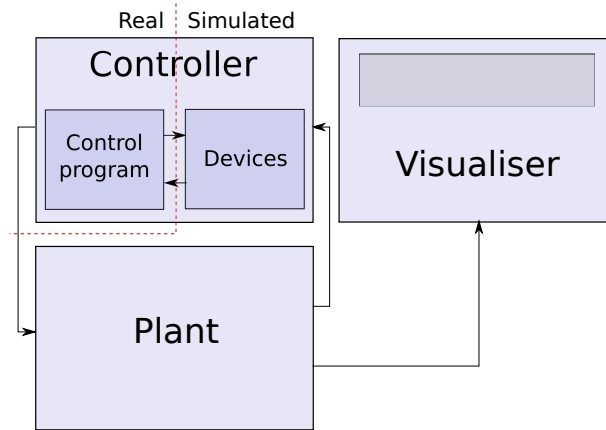 Real Simulated
Controller
Control
program
Devices
Visualiser
Plant